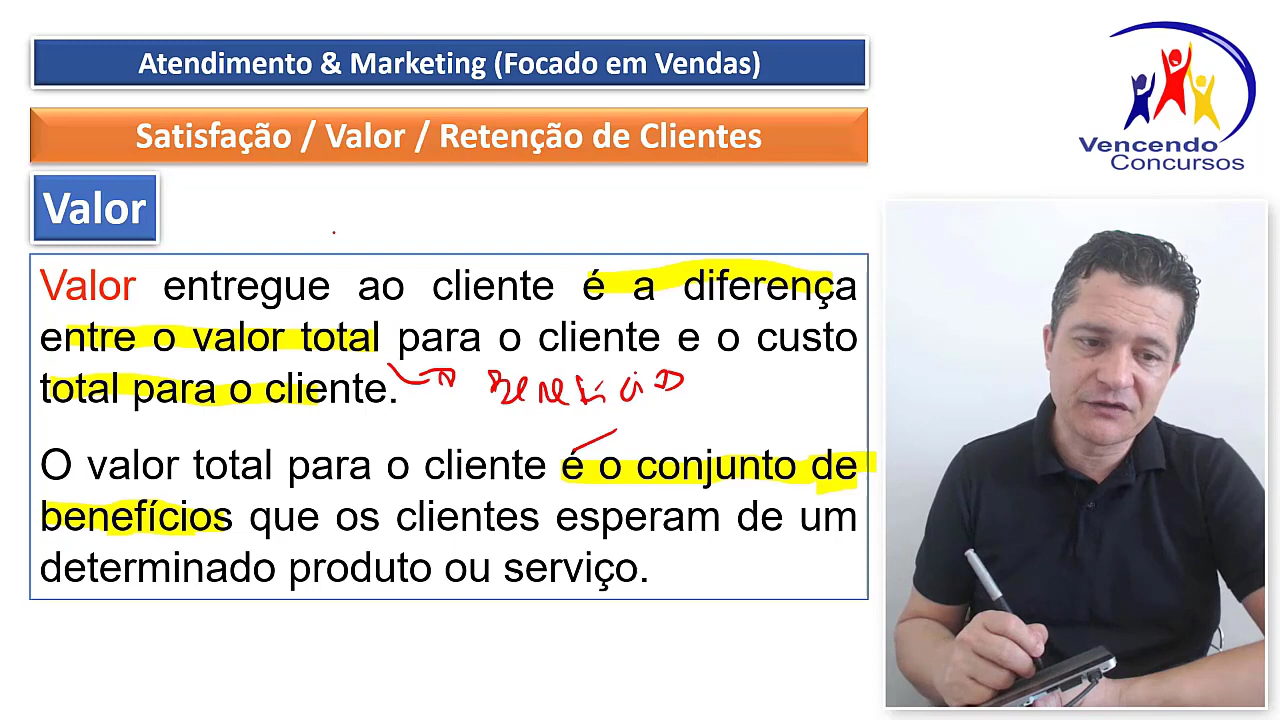 Atendimento & Marketing (Focado em Vendas)
Satisfação / Valor / Retenção de Clientes
Vencendo
Concursos
Valor
Valor entregue ao cliente é a diferença
entre o valor total para o cliente e o custo
total para o cliente.
Benefício
O valor total para o cliente é o conjunto de
benefícios que os clientes esperam de um
determinado produto ou serviço.